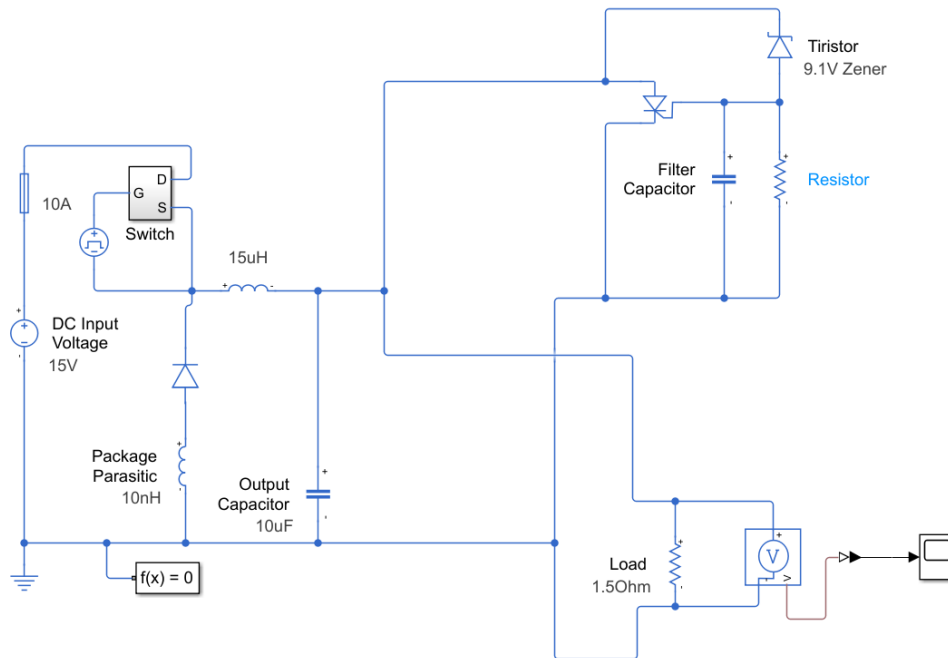 Tiristor
9.1V Zener
Filter
Capacitor
Resistor
10A
D
G
S
Switch
15uH
DC Input
Voltage
15V
Package
Parasitic
10nH
Output
Capacitor
10uF
f(x) = 0
Load
1.5Ohm
V
V